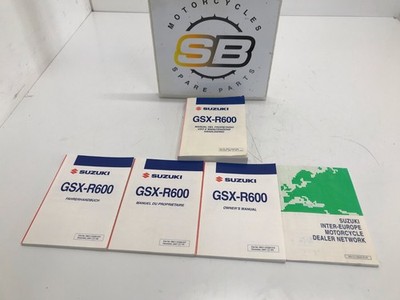 MOTORCYCLES
SB
SPARE PARTS
SUZUKI
GSX-R600
SUZUKI
GSX-R600
FAHRERHANDBUCH
SUZUKI
GSX-R600
MANUEL DU PROPRIETAIRE
SUZUKI
GSX-R600
OWNER'S MANUAL
SUZUKI
INTER-EUROPE
MOTORCYCLE
DEALER NETWORK